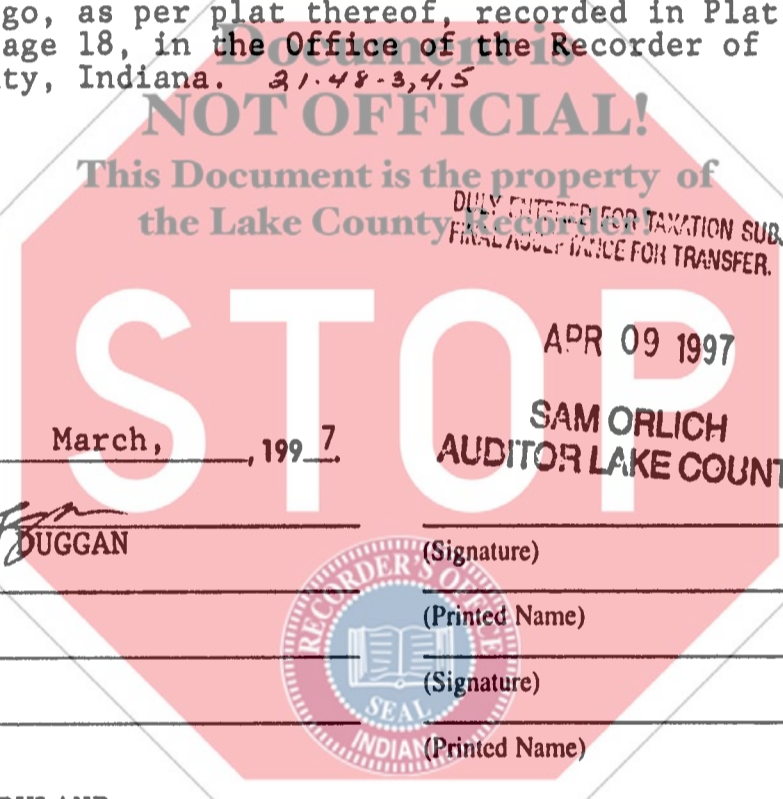 go, as per plat thereof, recorded in Plat
age 18, in the Office of the Recorder of
ty, Indiana. 21-48-3,4,5
Document is
NOT OFFICIAL!
This Document is the property of
the Lake County Recorder!
DULY ENTERED FOR TAXATION SUB
FINAL ACCEPTANCE FOR TRANSFER.
STOP
APR 09 1997
SAM ORLICH
AUDITOR LAKE COUNT
March, , 199 7.
DUGGAN
(Signature)
(Printed Name)
(Signature)
(Printed Name)
RECORDER'S OFFICE
SEAL
INDIANA